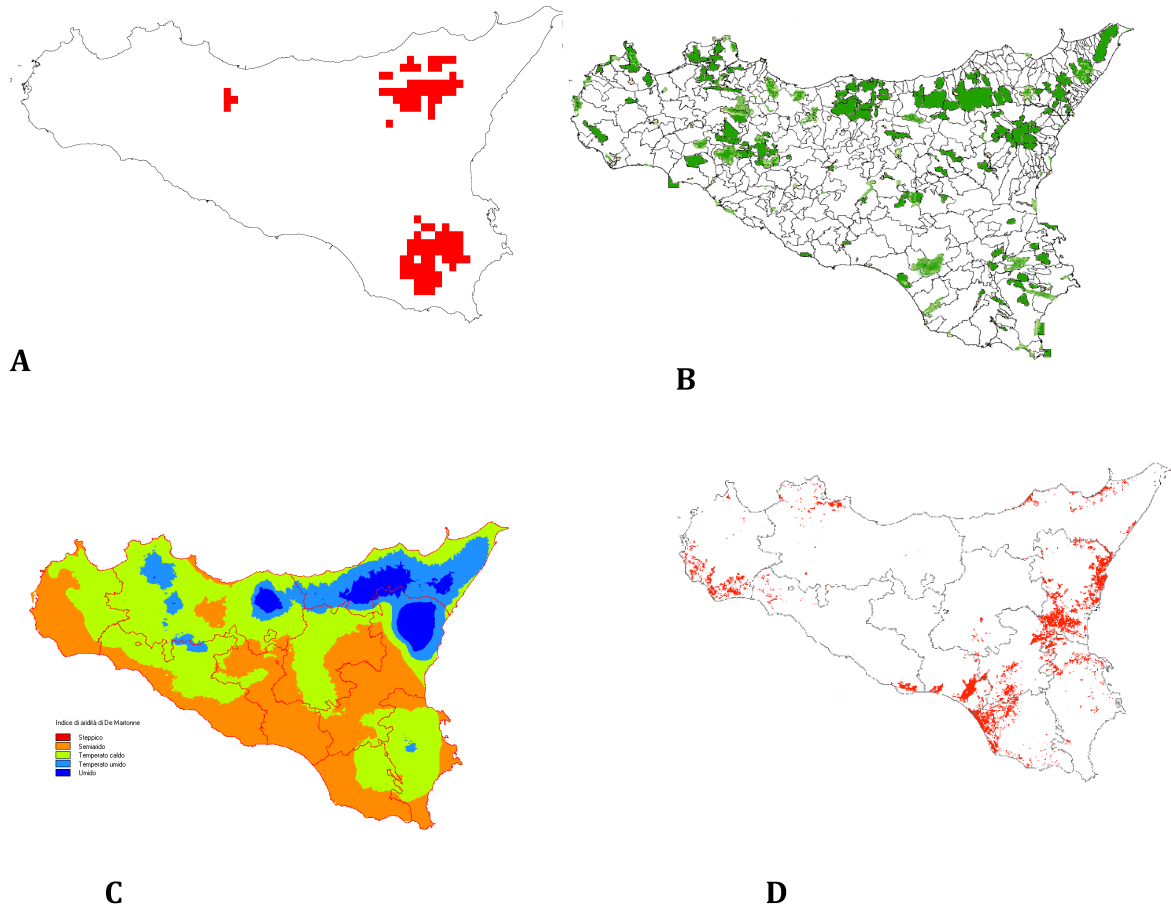 A
B
Indice di aridità di De Martonne
Steppico
Semiarido
Temperato caldo
Temperato umido
Umido
C
D